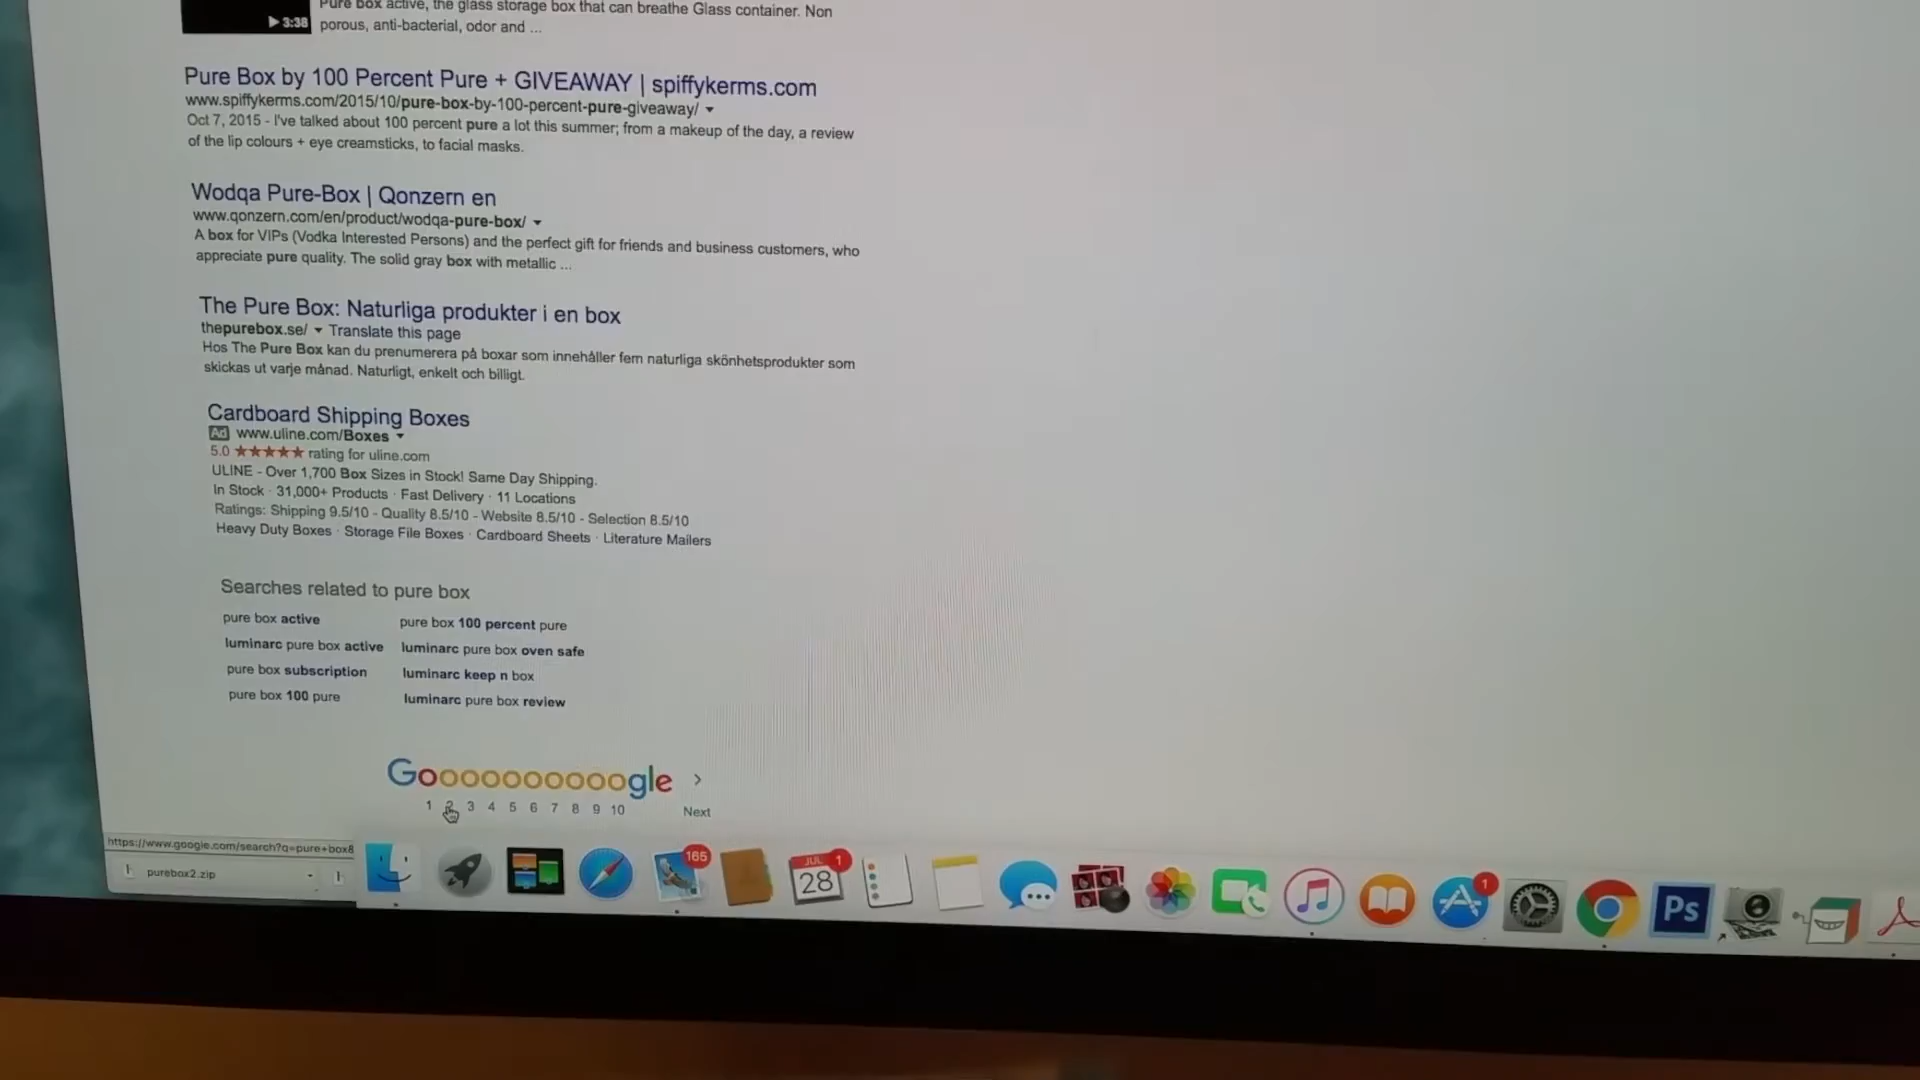 Pure Box active, the glass storage box that can breathe Glass container. Non
3:38 porous, anti-bacterial, odor and ...
Pure Box by 100 Percent Pure + GIVEAWAY | spiffykerms.com
www.spiffykerms.com/2015/10/pure-box-by-100-percent-pure-giveaway/
Oct 7, 2015 - I've talked about 100 percent pure a lot this summer; from a makeup of the day, a review
of the lip colours + eye creamsticks, to facial masks.
Wodqa Pure-Box | Qonzern en
www.qonzern.com/en/product/wodqa-pure-box/
A box for VIPs (Vodka Interested Persons) and the perfect gift for friends and business customers, who
appreciate pure quality. The solid gray box with metallic ...
The Pure Box: Naturliga produkter i en box
thepurebox.se/ Translate this page
Hos The Pure Box kan du prenumerera på boxar som innehåller fem naturliga skönhetsprodukter som
skickas ut varje månad. Naturligt, enkelt och billigt.
Cardboard Shipping Boxes
Ad www.uline.com/Boxes
5.0 ★★★★★ rating for uline.com
ULINE - Over 1,700 Box Sizes in Stock! Same Day Shipping.
In Stock · 31,000+ Products · Fast Delivery · 11 Locations
Ratings: Shipping 9.5/10 - Quality 8.5/10 - Website 8.5/10 - Selection 8.5/10
Heavy Duty Boxes · Storage File Boxes · Cardboard Sheets · Literature Mailers
Searches related to pure box
pure box active pure box 100 percent pure
luminarc pure box active luminarc pure box oven safe
pure box subscription luminarc keep n box
pure box 100 pure luminarc pure box review
Goooooooooogle >
1 2 3 4 5 6 7 8 9 10 Next
https://www.google.com/search?q=pure+box&
purebox2.zip
165
JUL 1
28
1
Ps